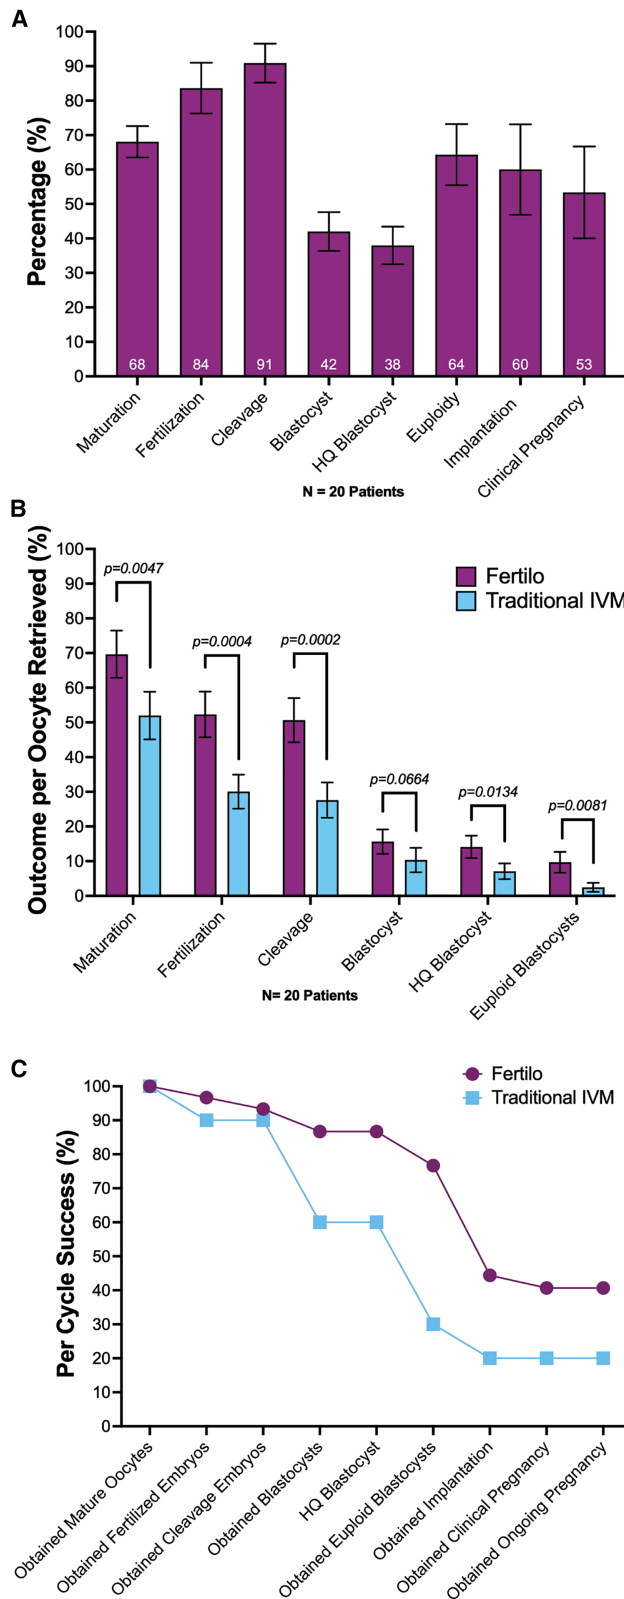 A
Percentage (%)
100
90
80
70
60
50
40
30
20
10
0
68
84
91
42
38
64
60
53
Maturation
Fertilization
Cleavage
Blastocyst
HQ Blastocyst
Euploidy
Implantation
Clinical Pregnancy
N = 20 Patients
B
Outcome per Oocyte Retrieved (%)
100
90
80
70
60
50
40
30
20
10
0
Fertilo
Traditional IVM
p=0.0047
p=0.0004
p=0.0002
p=0.0664
p=0.0134
p=0.0081
Maturation
Fertilization
Cleavage
Blastocyst
HQ Blastocyst
Euploid Blastocysts
N= 20 Patients
C
Fertilo
Traditional IVM
Per Cycle Success (%)
100
90
80
70
60
50
40
30
20
10
0
Obtained Mature Oocytes
Obtained Fertilized Embryos
Obtained Cleavage Embryos
Obtained Blastocysts
HQ Blastocyst
Obtained Euploid Blastocysts
Obtained Implantation
Obtained Clinical Pregnancy
Obtained Ongoing Pregnancy